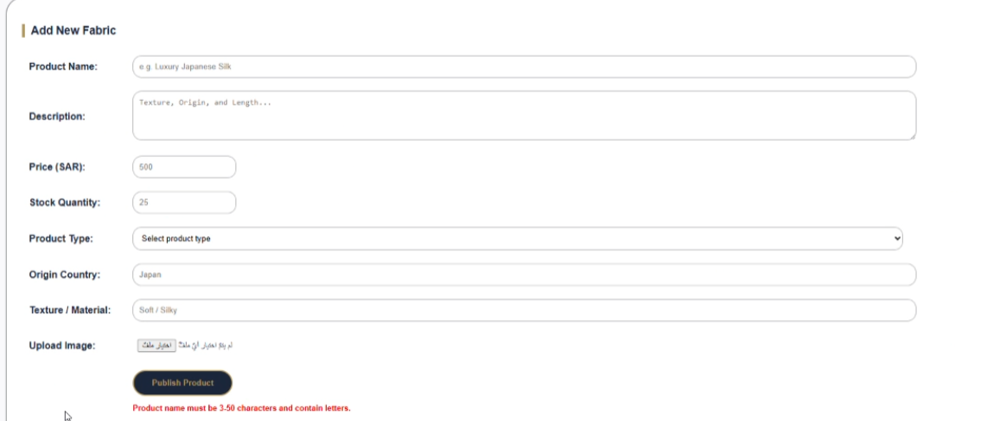 Add New Fabric
Product Name: e.g. Luxury Japanese Silk
Description: Texture, Origin, and Length...
Price (SAR): 500
Stock Quantity: 25
Product Type: Select product type
Origin Country: Japan
Texture / Material: Soft / Silky
Upload Image: اختيار ملف لم يتم اختيار أي ملف
Publish Product
Product name must be 3-50 characters and contain letters.